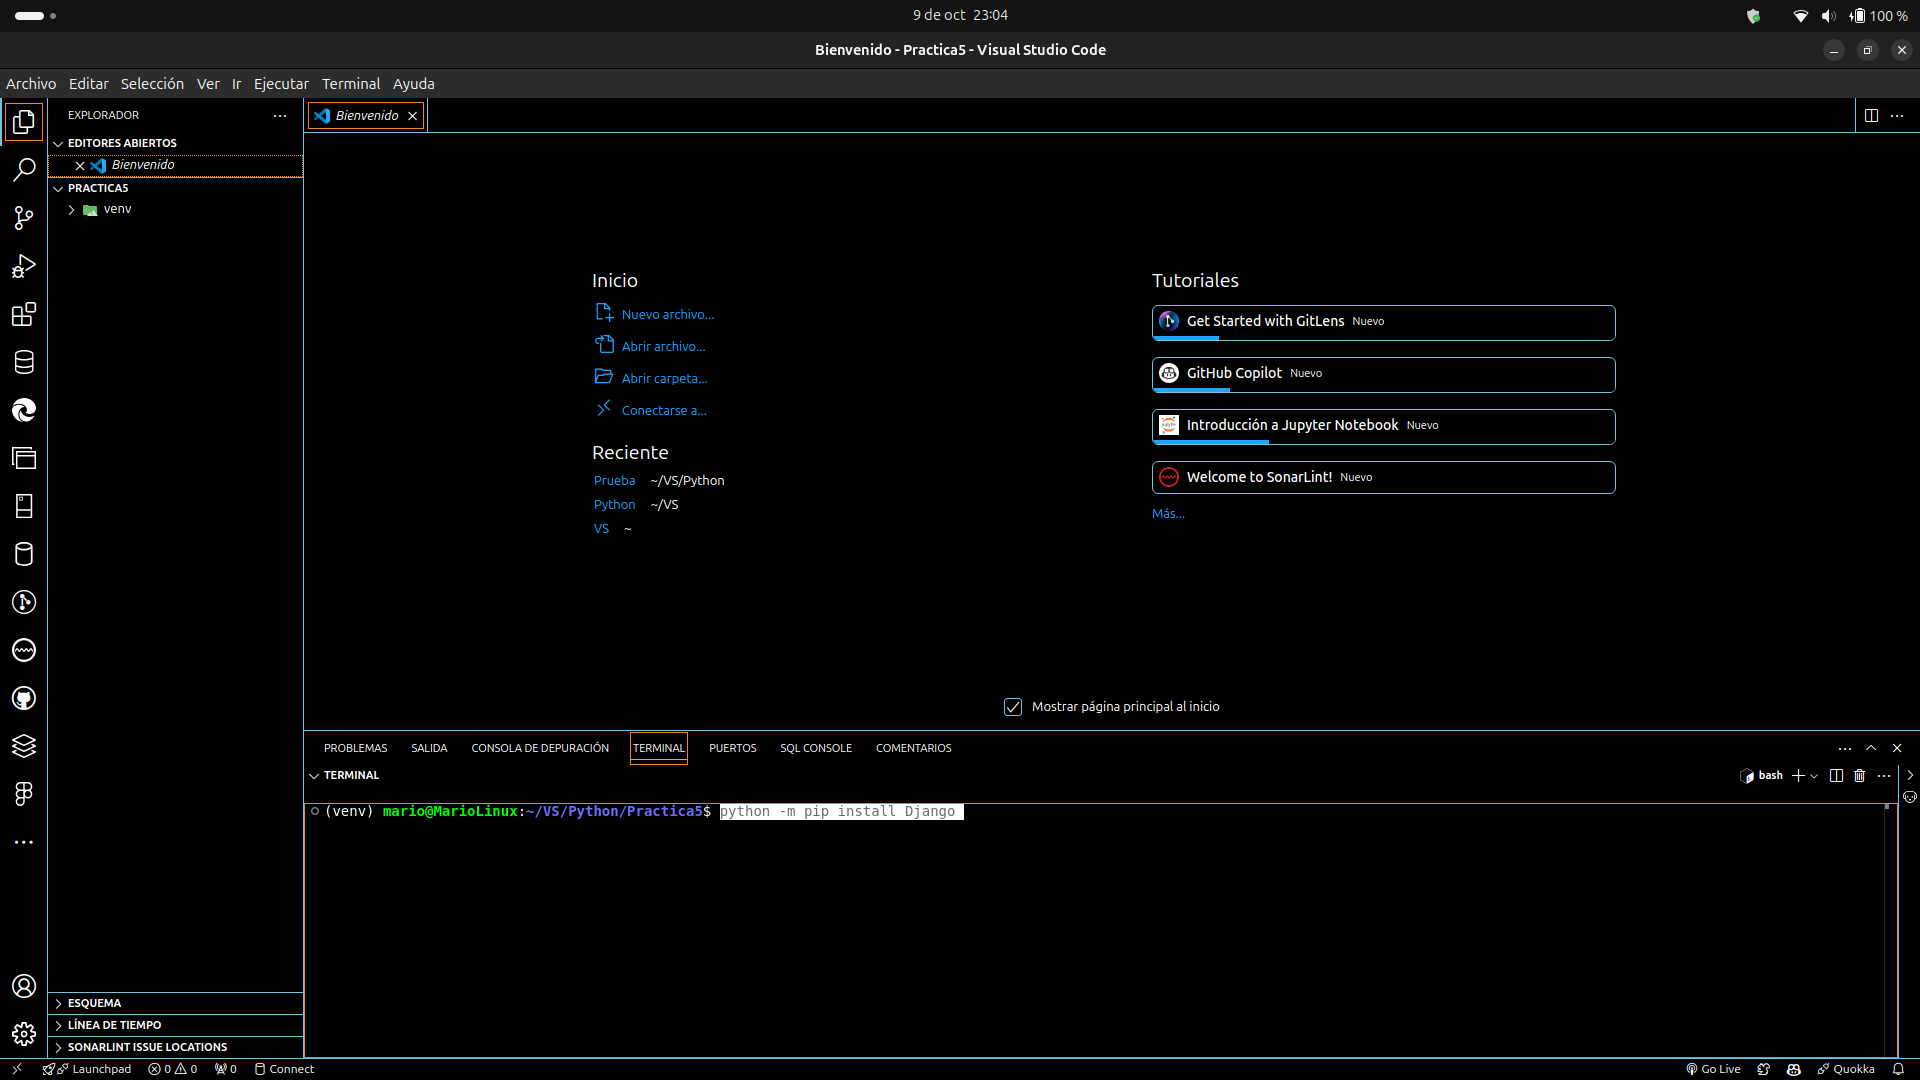 9 de oct 23:04
100 %
Bienvenido - Practica5 - Visual Studio Code
Archivo Editar Selección Ver Ir Ejecutar Terminal Ayuda
EXPLORADOR
EDITORES ABIERTOS
Bienvenido
PRACTICA5
venv
ESQUEMA
LÍNEA DE TIEMPO
SONARLINT ISSUE LOCATIONS
Bienvenido
Inicio
Nuevo archivo...
Abrir archivo...
Abrir carpeta...
Conectarse a...
Reciente
Prueba ~/VS/Python
Python ~/VS
VS ~
Tutoriales
Get Started with GitLens Nuevo
GitHub Copilot Nuevo
Introducción a Jupyter Notebook Nuevo
Welcome to SonarLint! Nuevo
Más...
Mostrar página principal al inicio
PROBLEMAS SALIDA CONSOLA DE DEPURACIÓN TERMINAL PUERTOS SQL CONSOLE COMENTARIOS
TERMINAL
bash
(venv) mario@MarioLinux:~/VS/Python/Practica5$ python -m pip install Django
Launchpad 0 0 0 Connect
Go Live Quokka